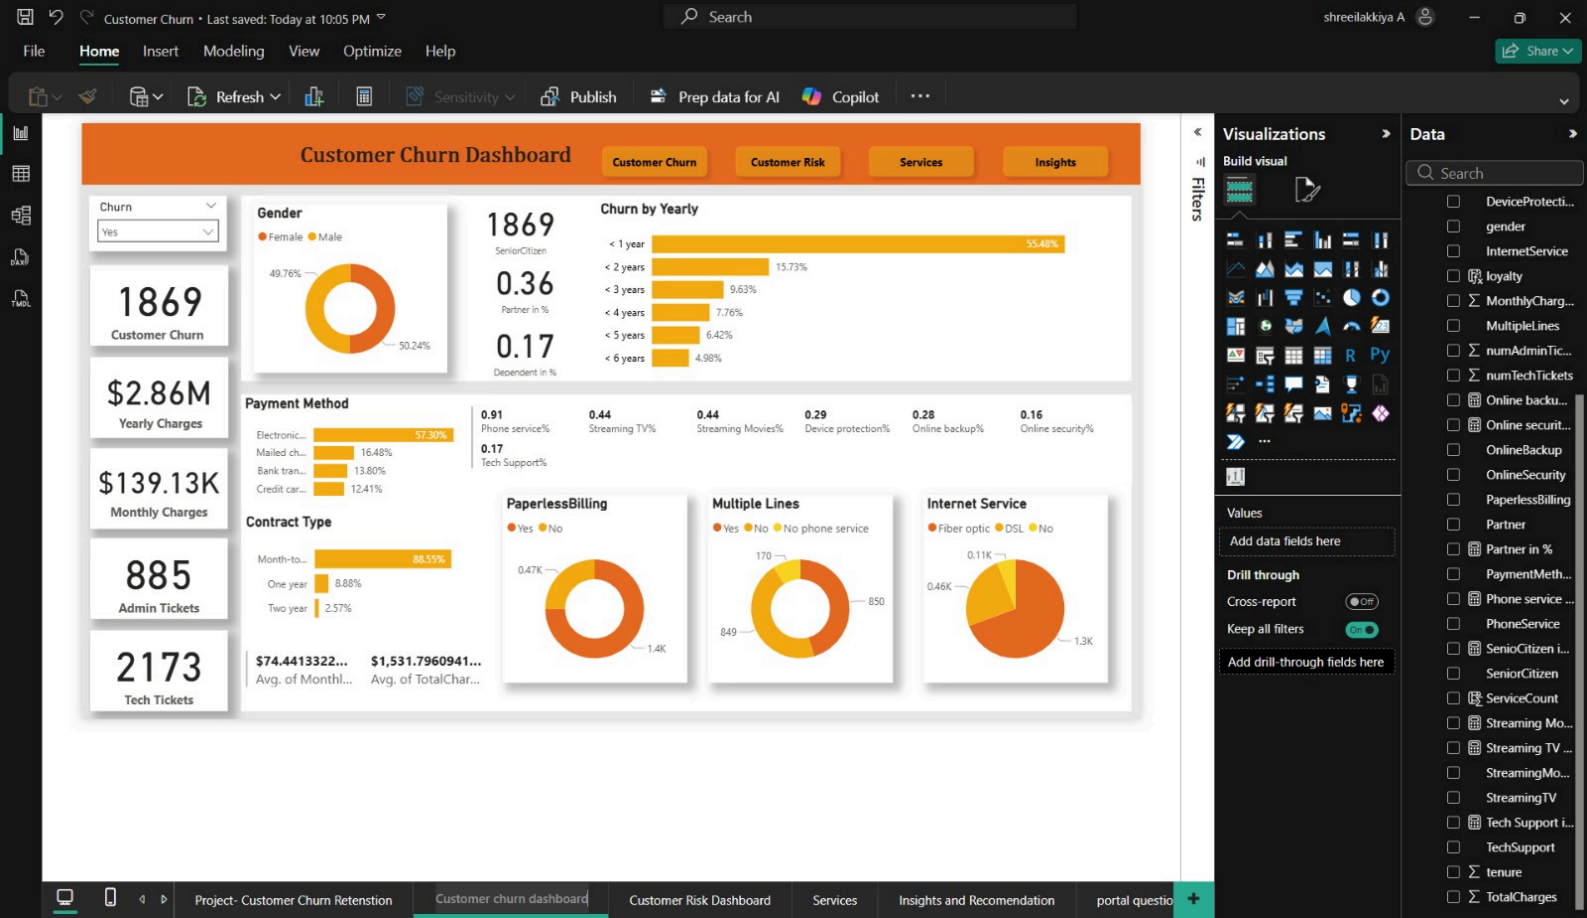 Customer Churn • Last saved: Today at 10:05 PM
Search
shreeilakkiya A
File
Home
Insert
Modeling
View
Optimize
Help
Share
Refresh
Sensitivity
Publish
Prep data for AI
Copilot
...
DAX
TMDL
Customer Churn Dashboard
Customer Churn
Customer Risk
Services
Insights
Churn
Yes
1869
Customer Churn
$2.86M
Yearly Charges
$139.13K
Monthly Charges
885
Admin Tickets
2173
Tech Tickets
Gender
Female Male
49.76%
50.24%
1869
SeniorCitizen
0.36
Partner in %
0.17
Dependent in %
Churn by Yearly
< 1 year 55.48%
< 2 years 15.73%
< 3 years 9.63%
< 4 years 7.76%
< 5 years 6.42%
< 6 years 4.98%
Payment Method
Electronic... 57.30%
Mailed ch... 16.48%
Bank tran... 13.80%
Credit car... 12.41%
0.91
Phone service%
0.44
Streaming TV%
0.44
Streaming Movies%
0.29
Device protection%
0.28
Online backup%
0.16
Online security%
0.17
Tech Support%
Contract Type
Month-to... 88.55%
One year 8.88%
Two year 2.57%
$74.4413322...
Avg. of Monthl...
$1,531.7960941...
Avg. of TotalChar...
PaperlessBilling
Yes No
0.47K
1.4K
Multiple Lines
Yes No No phone service
170
850
849
Internet Service
Fiber optic DSL No
0.11K
0.46K
1.3K
Filters
Visualizations
Build visual
R
Py
...
Values
Add data fields here
Drill through
Cross-report
Off
Keep all filters
On
Add drill-through fields here
Data
Search
DeviceProtecti...
gender
InternetService
loyalty
MonthlyCharg...
MultipleLines
numAdminTic...
numTechTickets
Online backu...
Online securit...
OnlineBackup
OnlineSecurity
PaperlessBilling
Partner
Partner in %
PaymentMeth...
Phone service ...
PhoneService
SenioCitizen i...
SeniorCitizen
ServiceCount
Streaming Mo...
Streaming TV ...
StreamingMo...
StreamingTV
Tech Support i...
TechSupport
tenure
TotalCharges
Project- Customer Churn Retenstion
Customer churn dashboard
Customer Risk Dashboard
Services
Insights and Recomendation
portal questio